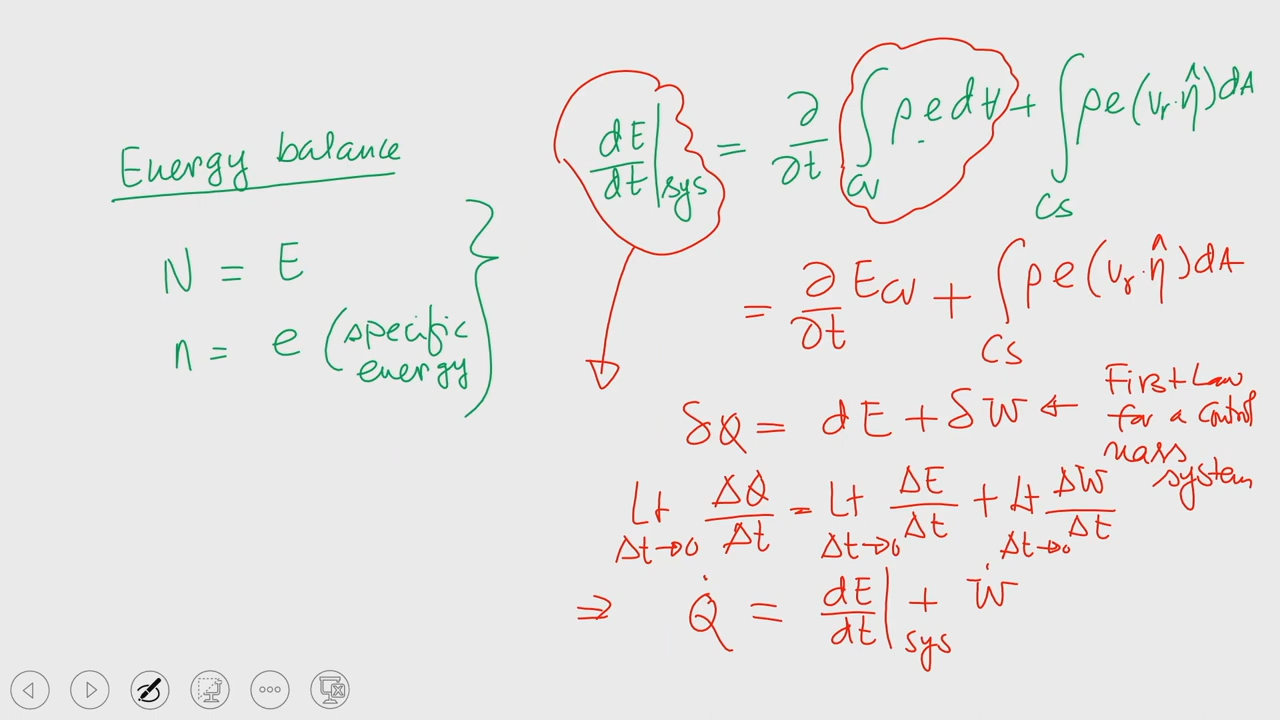 Energy balance
N = E
n = e (specific energy
dE/dt|sys = ∂/∂t ∫CV ρ e d∀ + ∫CS ρe(vr·η̂)dA
= ∂/∂t ECV + ∫CS ρe(vr·η̂)dA
δQ = dE + δW ← First Law for a control mass system
Lt Δt→0 ΔQ/Δt = Lt Δt→0 ΔE/Δt + Lt Δt→0 ΔW/Δt
⇒ Q̇ = dE/dt|sys + Ẇ